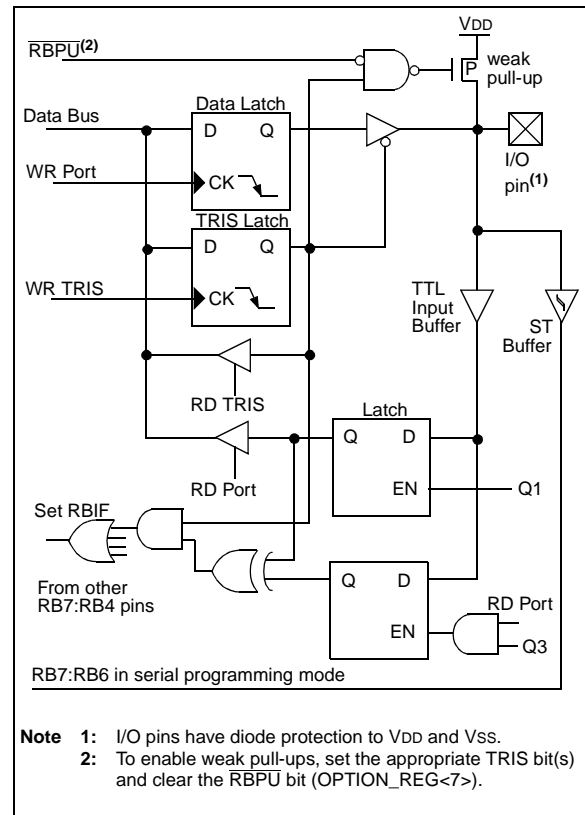 VDD
RBPU(2)
P
weak
pull-up
Data Latch
Data Bus
D
Q
I/O
pin(1)
WR Port
CK
TRIS Latch
D
Q
WR TRIS
CK
TTL
Input
Buffer
ST
Buffer
RD TRIS
Latch
Q
D
RD Port
EN
Q1
Set RBIF
From other
RB7:RB4 pins
Q
D
RD Port
EN
Q3
RB7:RB6 in serial programming mode
Note 1: I/O pins have diode protection to VDD and VSS.
2: To enable weak pull-ups, set the appropriate TRIS bit(s)
and clear the RBPU bit (OPTION_REG<7>).